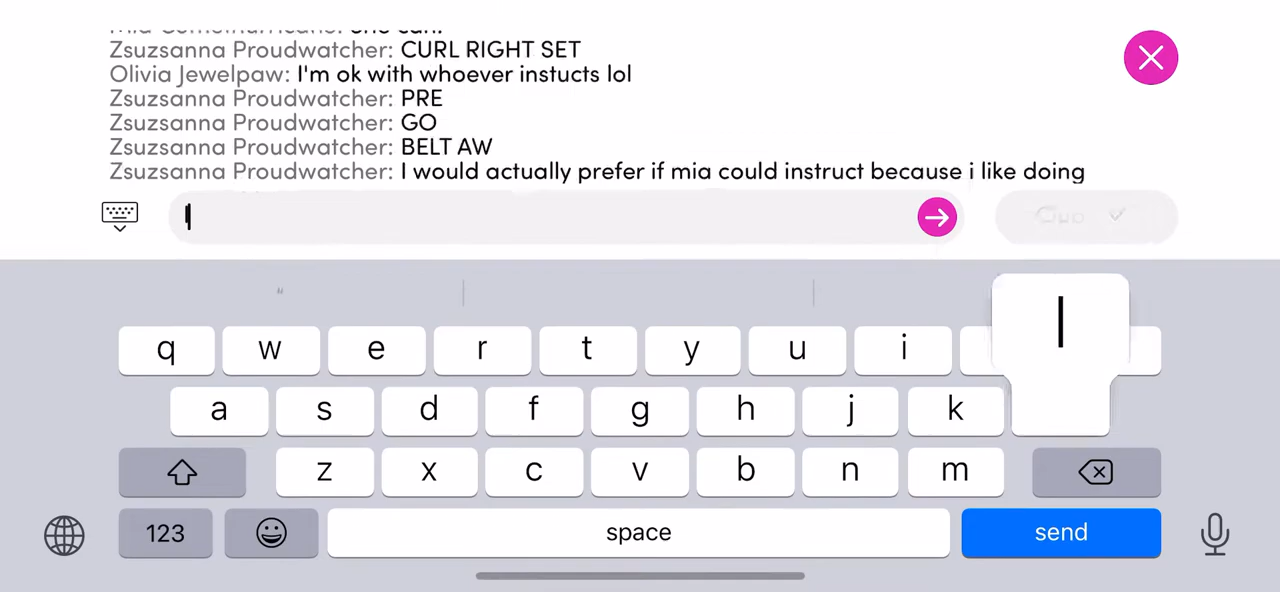 Zsuzsanna Proudwatcher: CURL RIGHT SET
Olivia Jewelpaw: I'm ok with whoever instucts lol
Zsuzsanna Proudwatcher: PRE
Zsuzsanna Proudwatcher: GO
Zsuzsanna Proudwatcher: BELT AW
Zsuzsanna Proudwatcher: I would actually prefer if mia could instruct because i like doing
l
Club
“
l
q w e r t y u i
a s d f g h j k
z x c v b n m
123 space send